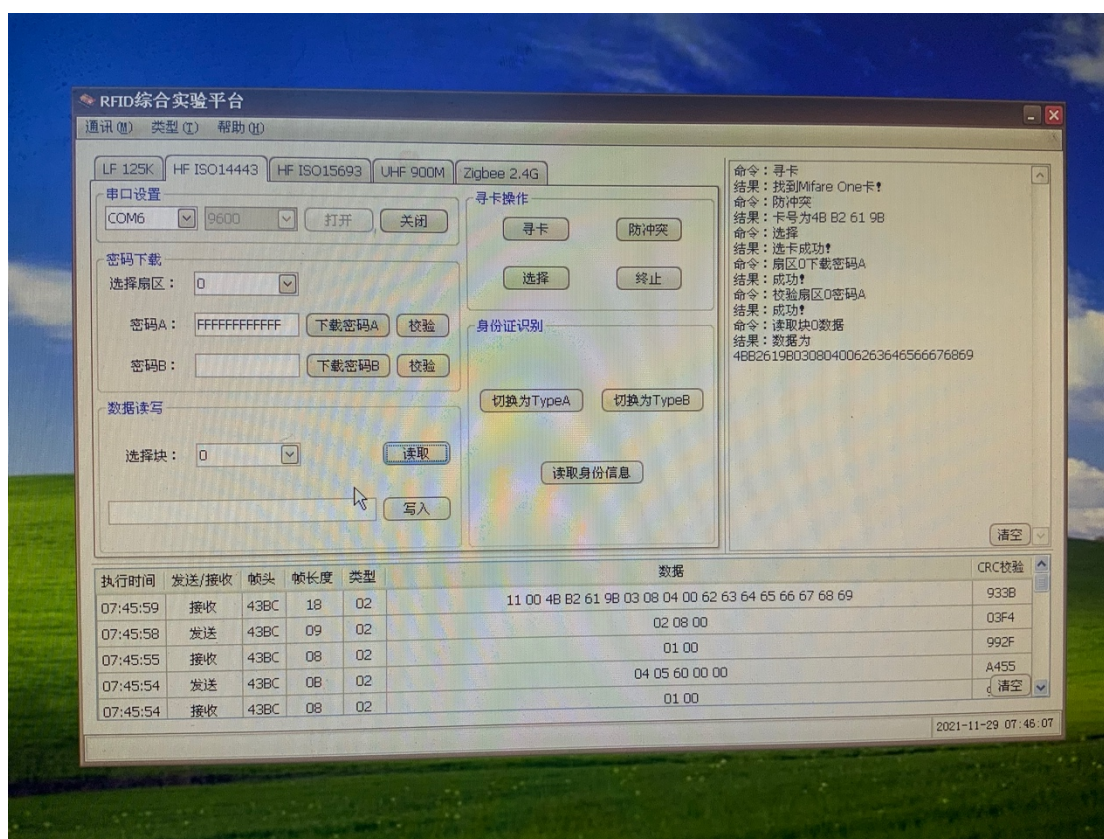 RFID综合实验平台
通讯(M) 类型(T) 帮助(H)
LF 125K HF ISO14443 HF ISO15693 UHF 900M Zigbee 2.4G
串口设置
COM6 9600 打开 关闭
密码下载
选择扇区： 0
密码A： FFFFFFFFFFFF 下载密码A 校验
密码B： 下载密码B 校验
数据读写
选择块： 0 读取
写入
寻卡操作
寻卡 防冲突
选择 终止
身份证识别
切换为TypeA 切换为TypeB
读取身份信息
命令：寻卡
结果：找到Mifare One卡!
命令：防冲突
结果：卡号为4B B2 61 9B
命令：选择
结果：选卡成功!
命令：扇区0下载密码A
结果：成功!
命令：校验扇区0密码A
结果：成功!
命令：读取块0数据
结果：数据为
4BB2619B030804006263646566676869
清空
执行时间 发送/接收 帧头 帧长度 类型 数据 CRC校验
07:45:59 接收 43BC 18 02 11 00 4B B2 61 9B 03 08 04 00 62 63 64 65 66 67 68 69 933B
07:45:58 发送 43BC 09 02 02 08 00 03F4
07:45:55 接收 43BC 08 02 01 00 992F
07:45:54 发送 43BC 0B 02 04 05 60 00 00 A455
07:45:54 接收 43BC 08 02 01 00 清空
2021-11-29 07:46:07